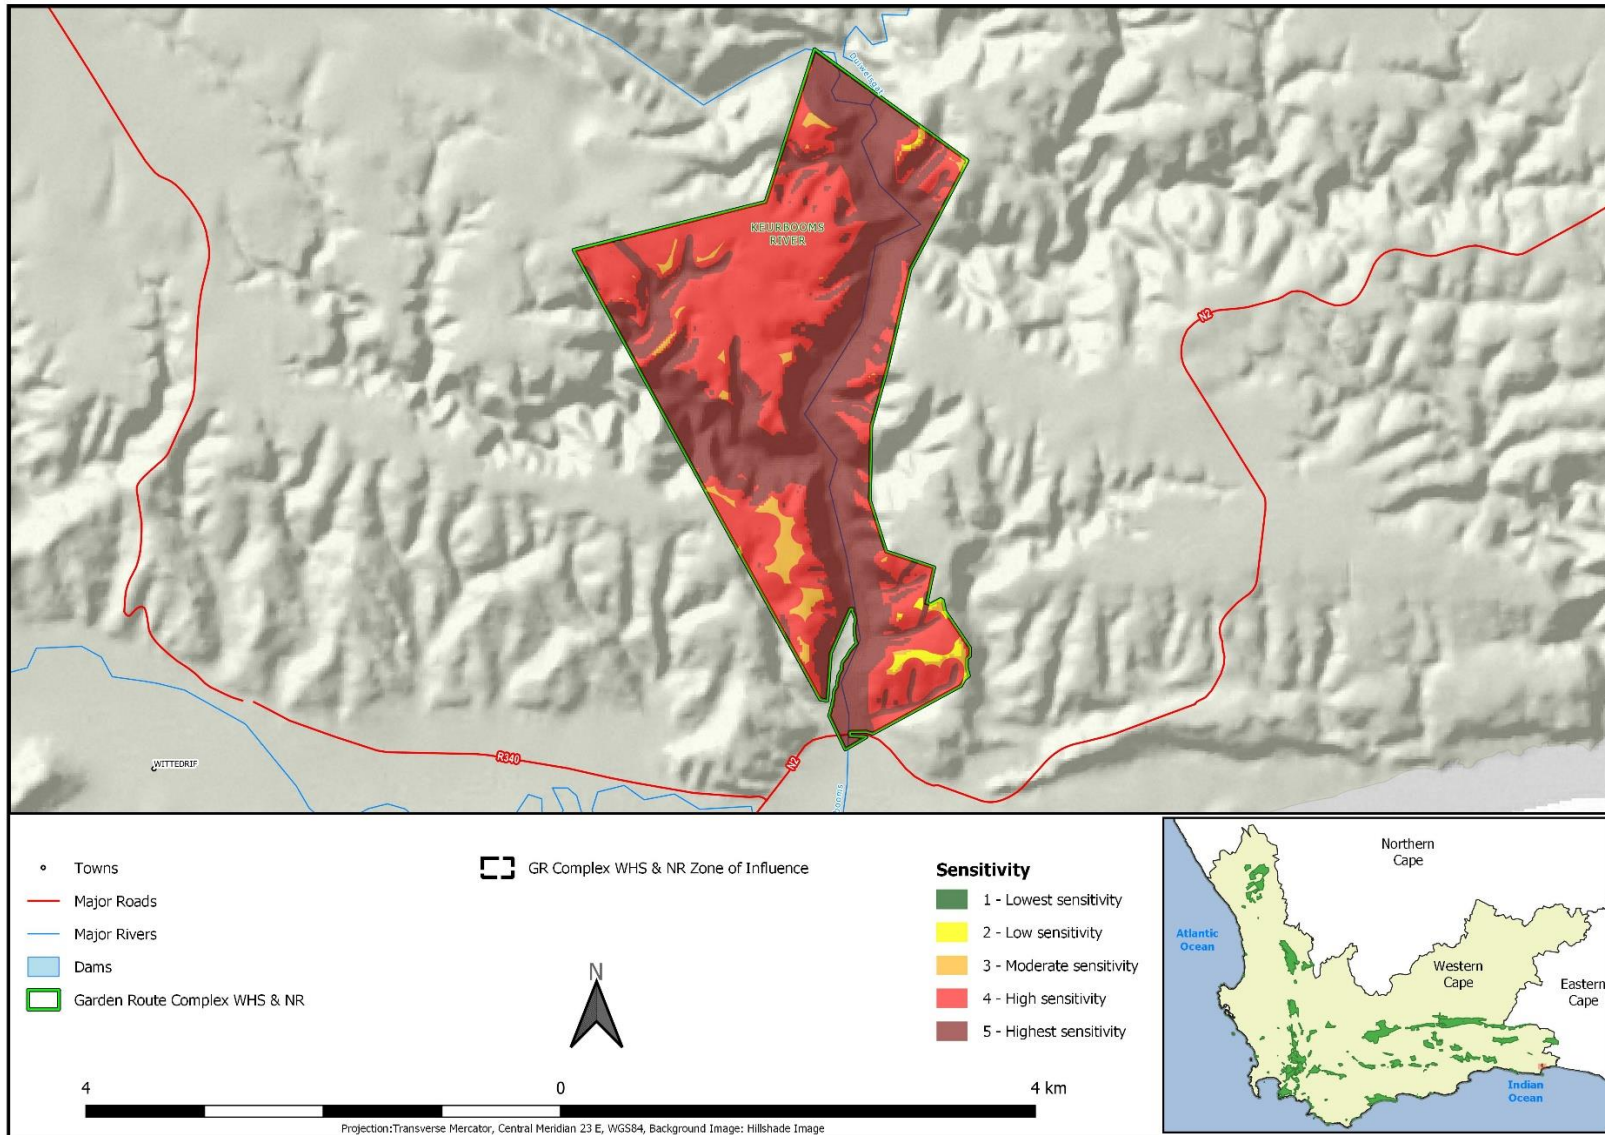 Duiwelsgat
KEURBOOMS
RIVER
N2
WITTEDRIF
R340
N2
Towns
Major Roads
Major Rivers
Dams
Garden Route Complex WHS & NR
GR Complex WHS & NR Zone of Influence
N
Sensitivity
1 - Lowest sensitivity
2 - Low sensitivity
3 - Moderate sensitivity
4 - High sensitivity
5 - Highest sensitivity
4
0
4 km
Projection:Transverse Mercator, Central Meridian 23 E, WGS84, Background Image: Hillshade Image
Northern
Cape
Atlantic
Ocean
Western
Cape
Eastern
Cape
Indian
Ocean